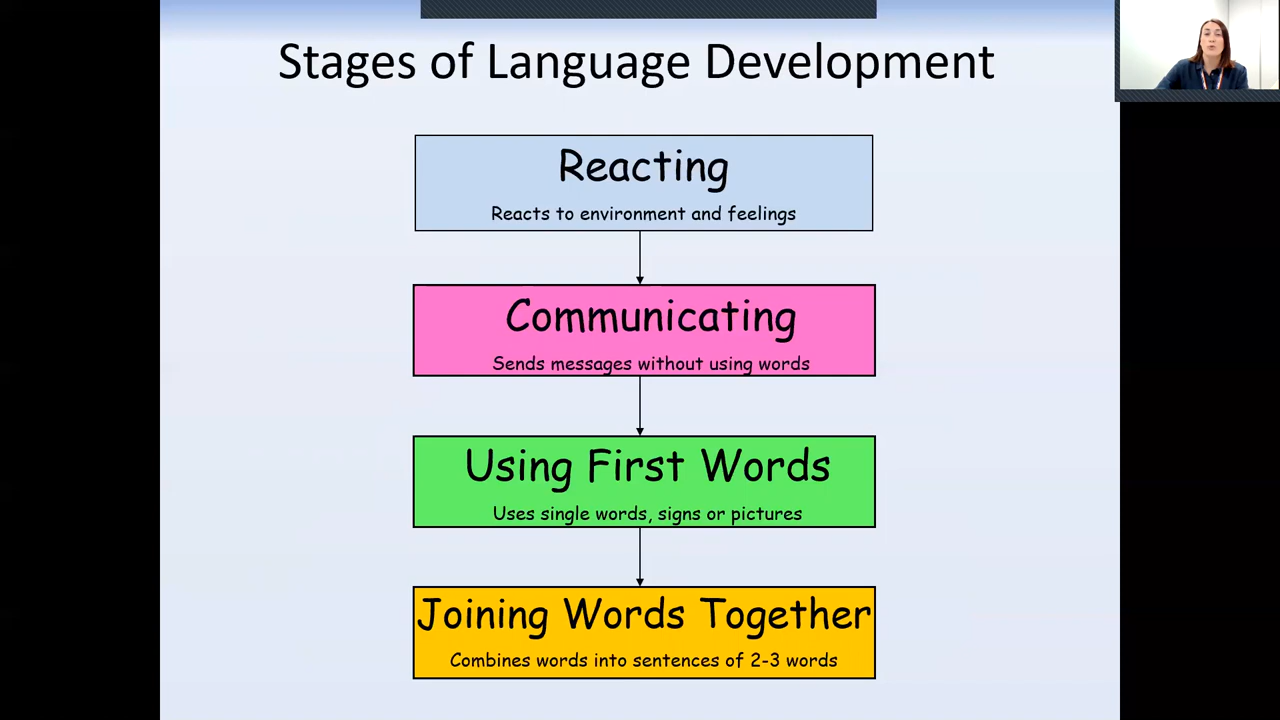 Stages of Language Development
Reacting
Reacts to environment and feelings
Communicating
Sends messages without using words
Using First Words
Uses single words, signs or pictures
Joining Words Together
Combines words into sentences of 2-3 words